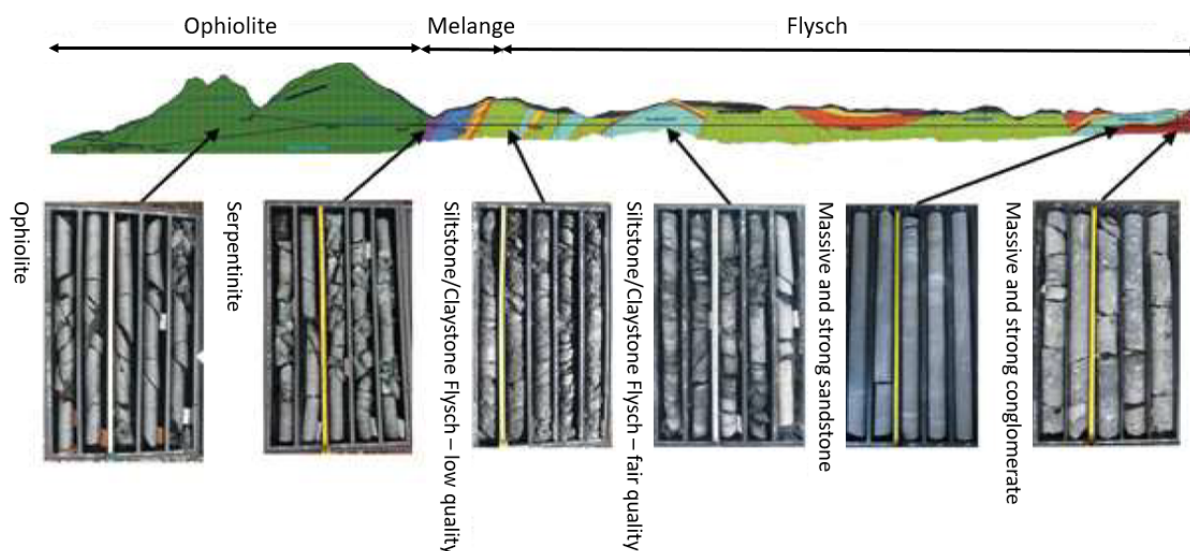 Ophiolite
Melange
Flysch
Ophiolite
Serpentinite
Siltstone/Claystone Flysch – low quality
Siltstone/Claystone Flysch – fair quality
Massive and strong sandstone
Massive and strong conglomerate